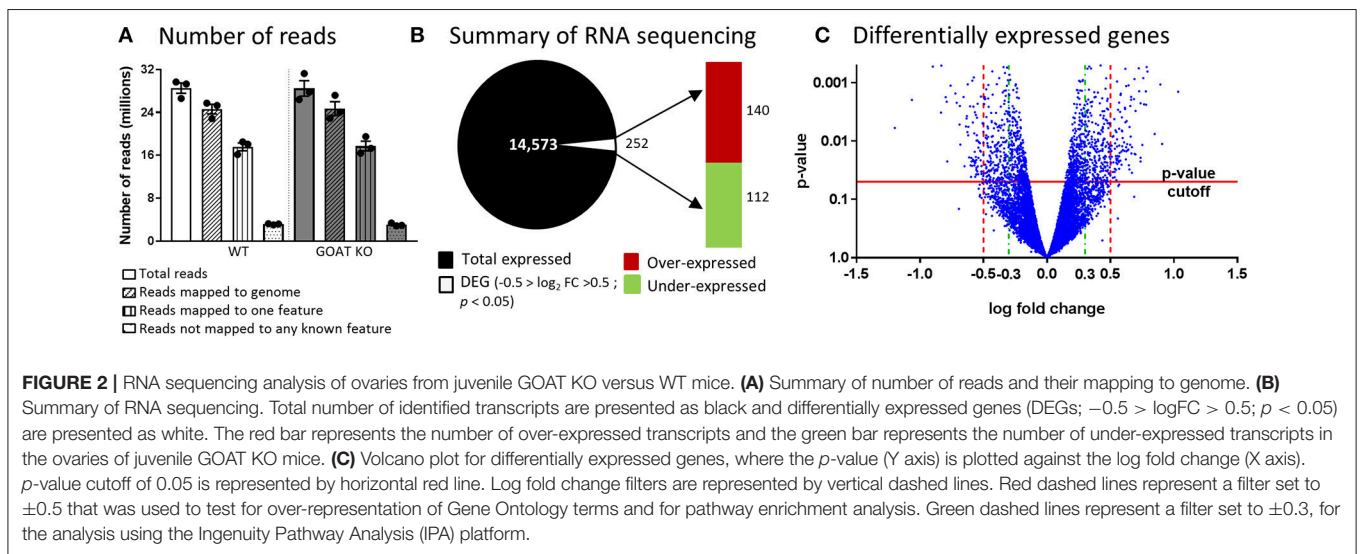 A Number of reads
Number of reads (millions)
32
24
16
8
0
WT
GOAT KO
Total reads
Reads mapped to genome
Reads mapped to one feature
Reads not mapped to any known feature
B Summary of RNA sequencing
14,573
252
140
112
Total expressed
DEG (-0.5 > log₂ FC >0.5 ;
p < 0.05)
Over-expressed
Under-expressed
C Differentially expressed genes
p-value
0.001
0.01
0.1
1.0
p-value
cutoff
-1.5 -1.0 -0.5 -0.3 0.0 0.3 0.5 1.0 1.5
log fold change
FIGURE 2 | RNA sequencing analysis of ovaries from juvenile GOAT KO versus WT mice. (A) Summary of number of reads and their mapping to genome. (B)
Summary of RNA sequencing. Total number of identified transcripts are presented as black and differentially expressed genes (DEGs; −0.5 > logFC > 0.5; p < 0.05)
are presented as white. The red bar represents the number of over-expressed transcripts and the green bar represents the number of under-expressed transcripts in
the ovaries of juvenile GOAT KO mice. (C) Volcano plot for differentially expressed genes, where the p-value (Y axis) is plotted against the log fold change (X axis).
p-value cutoff of 0.05 is represented by horizontal red line. Log fold change filters are represented by vertical dashed lines. Red dashed lines represent a filter set to
±0.5 that was used to test for over-representation of Gene Ontology terms and for pathway enrichment analysis. Green dashed lines represent a filter set to ±0.3, for
the analysis using the Ingenuity Pathway Analysis (IPA) platform.